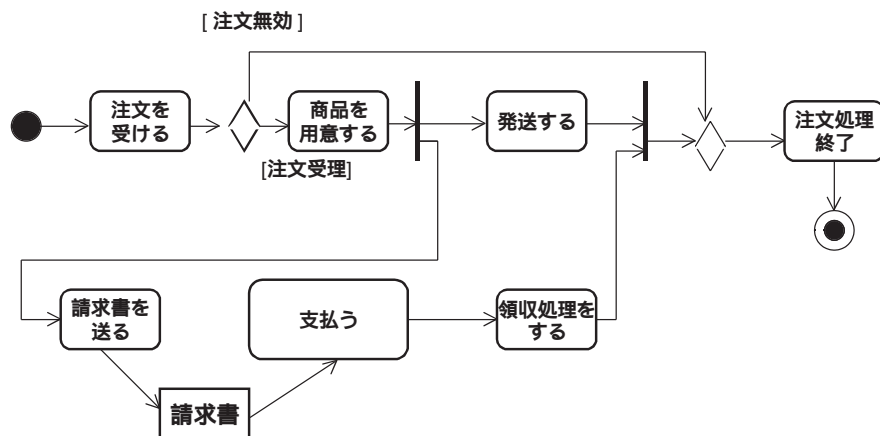 [ 注文無効 ]
注文を
受ける
商品を
用意する
[注文受理]
発送する
注文処理
終了
請求書を
送る
支払う
領収処理を
する
請求書